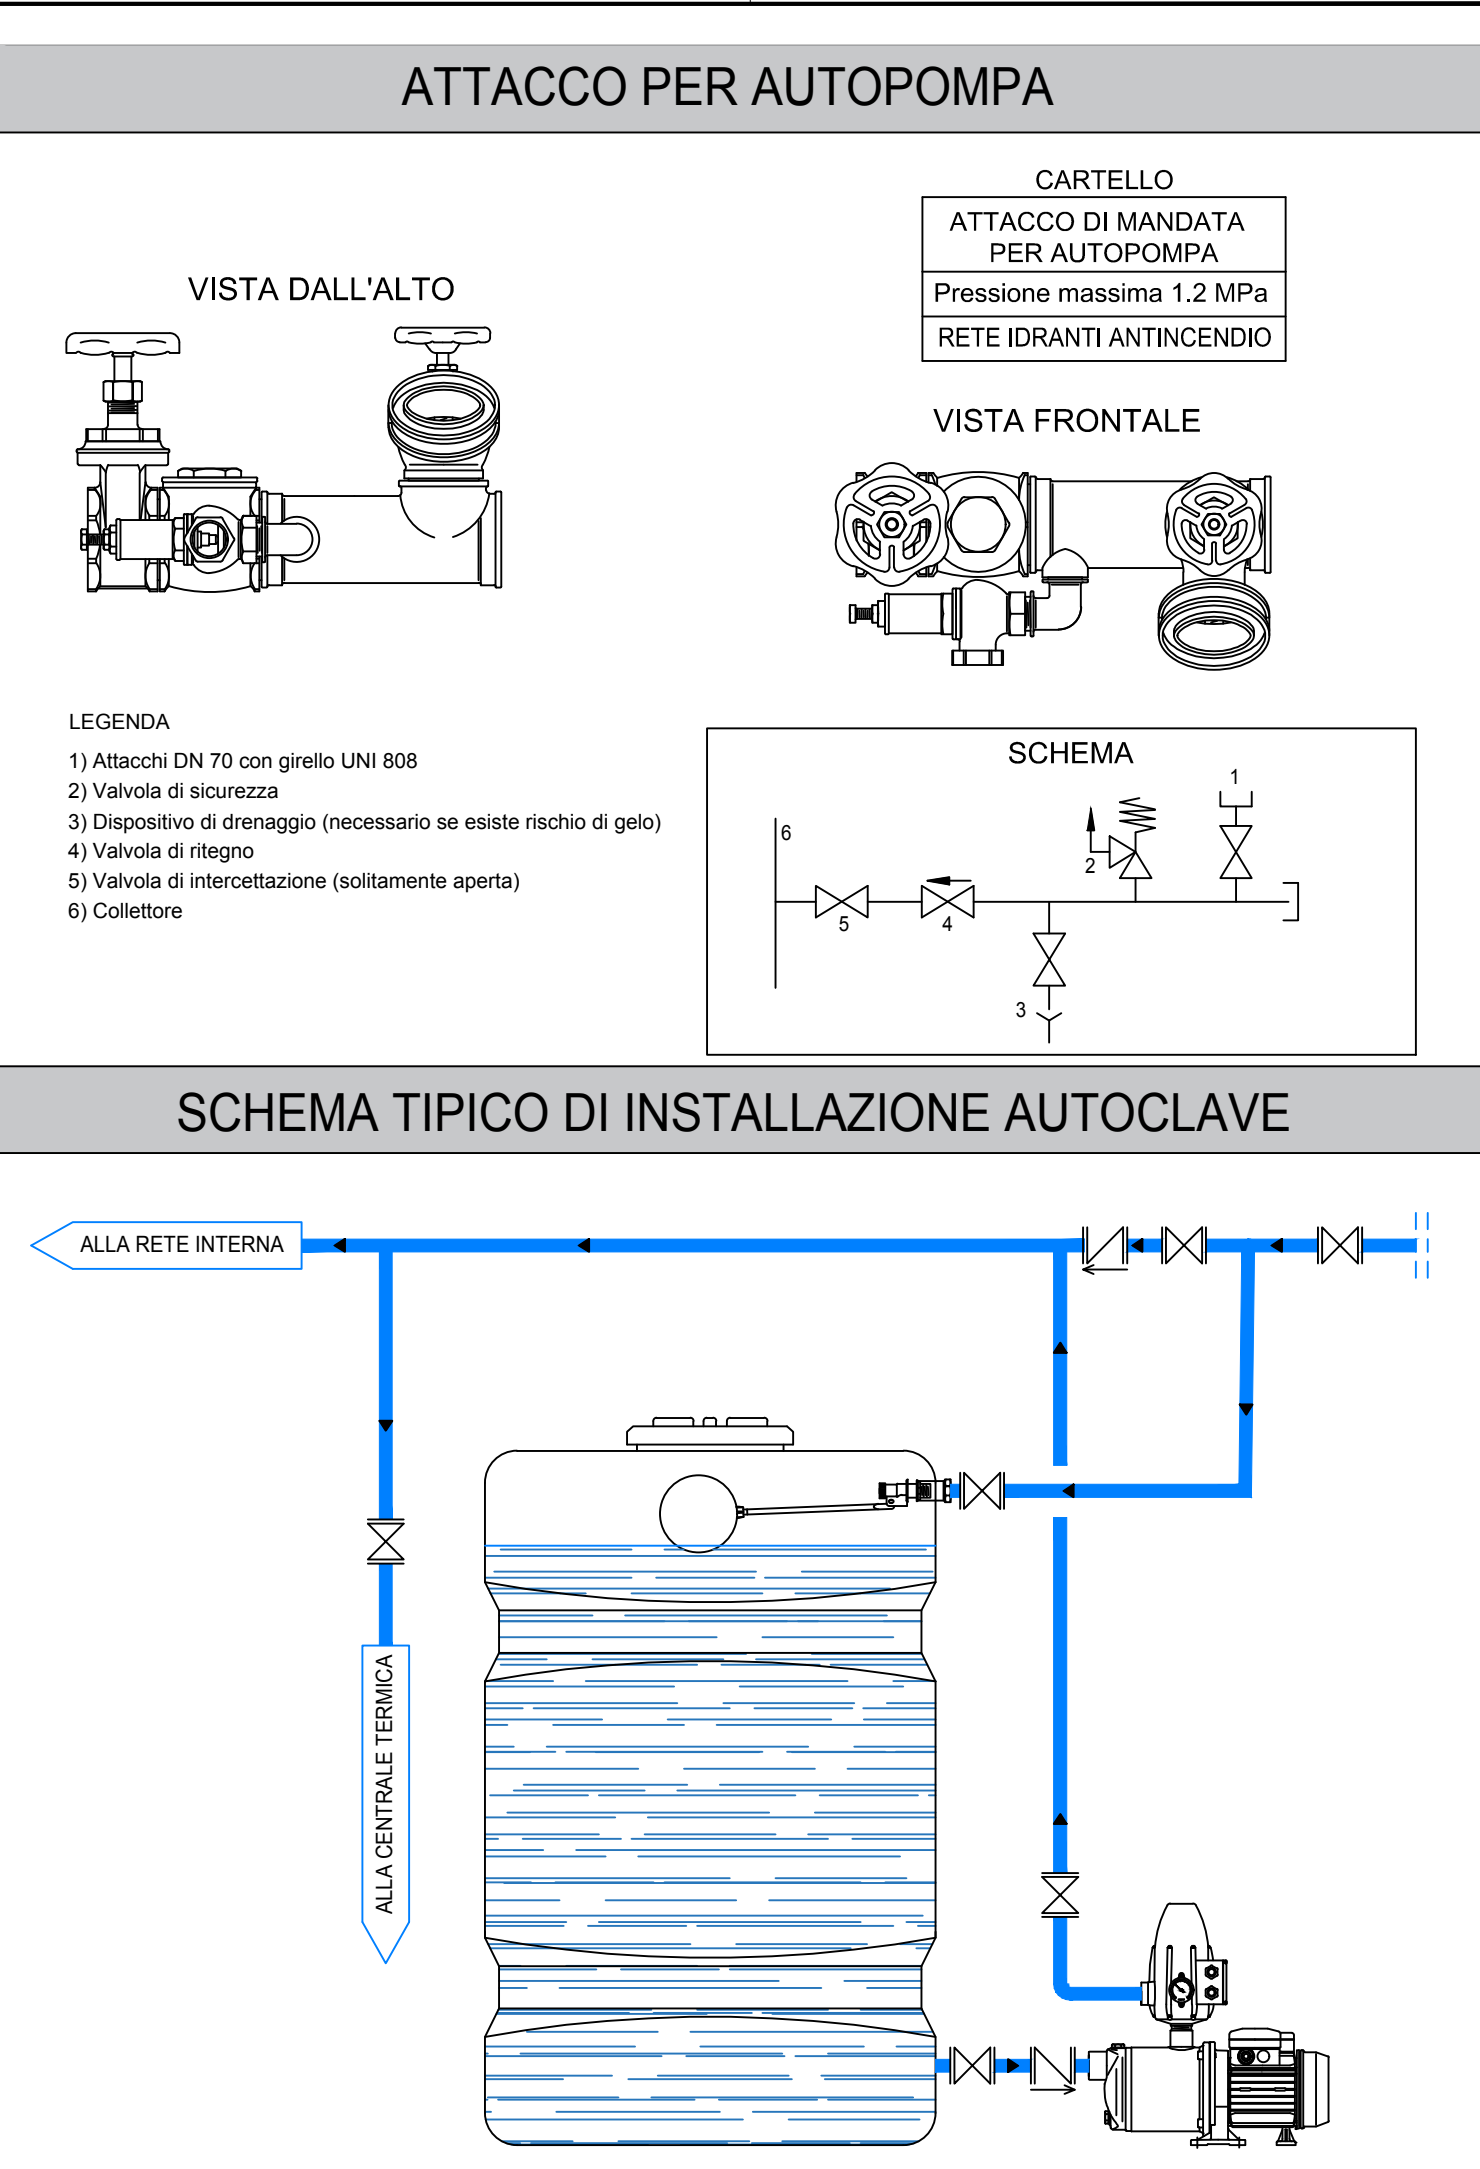 ATTACCO PER AUTOPOMPA
CARTELLO
ATTACCO DI MANDATA
PER AUTOPOMPA
Pressione massima 1.2 MPa
RETE IDRANTI ANTINCENDIO
VISTA DALL'ALTO
VISTA FRONTALE
LEGENDA
1) Attacchi DN 70 con girello UNI 808
2) Valvola di sicurezza
3) Dispositivo di drenaggio (necessario se esiste rischio di gelo)
4) Valvola di ritegno
5) Valvola di intercettazione (solitamente aperta)
6) Collettore
SCHEMA
1
6
2
5
4
3
SCHEMA TIPICO DI INSTALLAZIONE AUTOCLAVE
ALLA RETE INTERNA
ALLA CENTRALE TERMICA